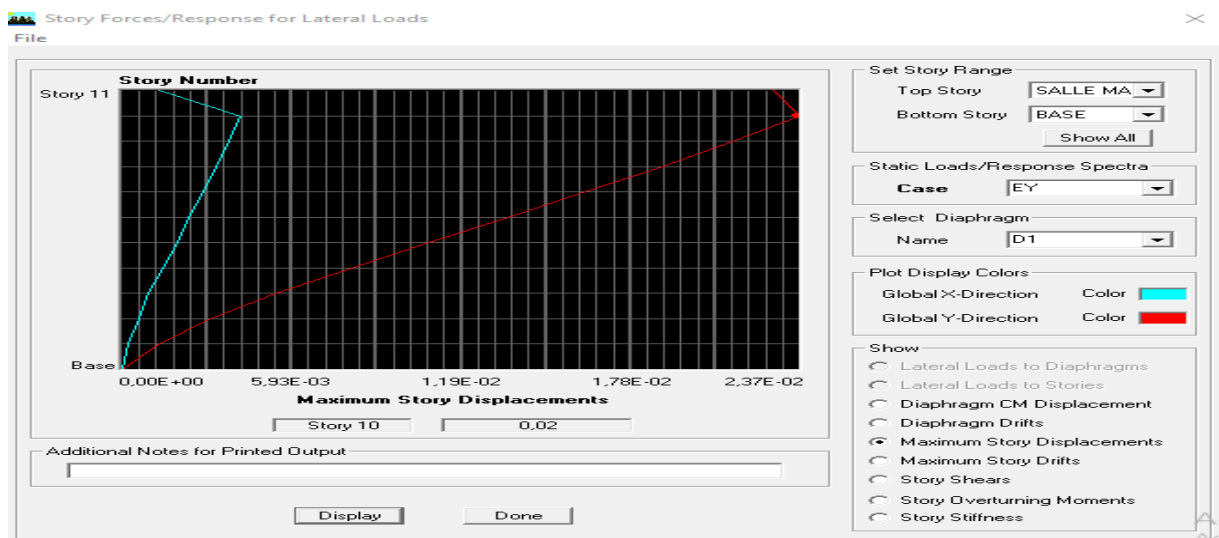 Story Forces/Response for Lateral Loads
File
Story Number
Story 11
Base
0,00E+00 5,93E-03 1,19E-02 1,78E-02 2,37E-02
Maximum Story Displacements
Story 10 0,02
Additional Notes for Printed Output
Display Done
Set Story Range
Top Story SALLE MA
Bottom Story BASE
Show All
Static Loads/Response Spectra
Case EY
Select Diaphragm
Name D1
Plot Display Colors
Global X-Direction Color
Global Y-Direction Color
Show
Lateral Loads to Diaphragms
Lateral Loads to Stories
Diaphragm CM Displacement
Diaphragm Drifts
Maximum Story Displacements
Maximum Story Drifts
Story Shears
Story Overturning Moments
Story Stiffness